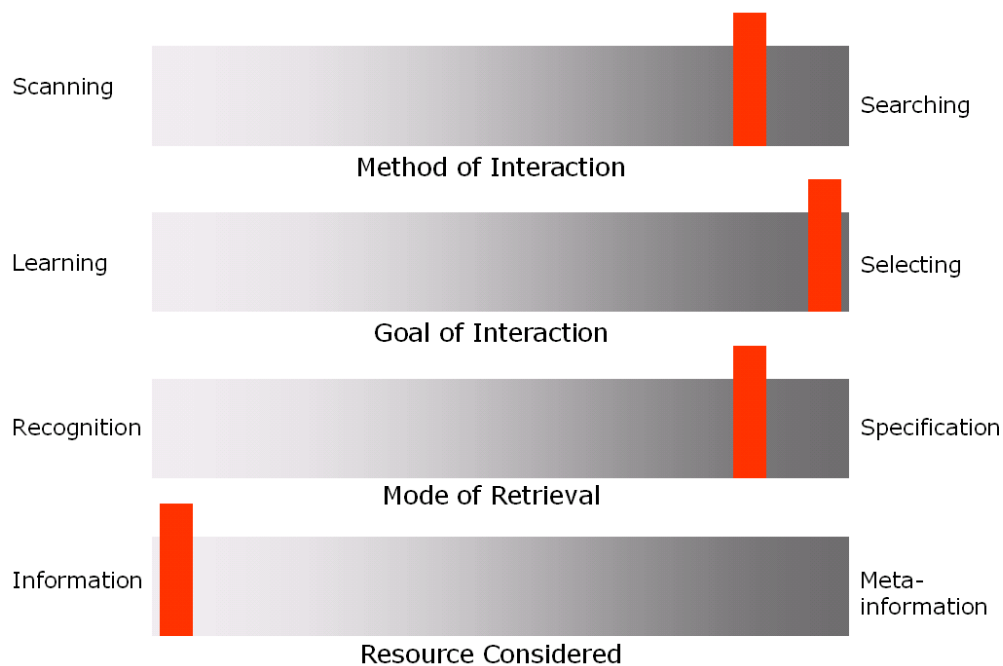 Scanning
Searching
Method of Interaction
Learning
Selecting
Goal of Interaction
Recognition
Specification
Mode of Retrieval
Information
Meta-
information
Resource Considered